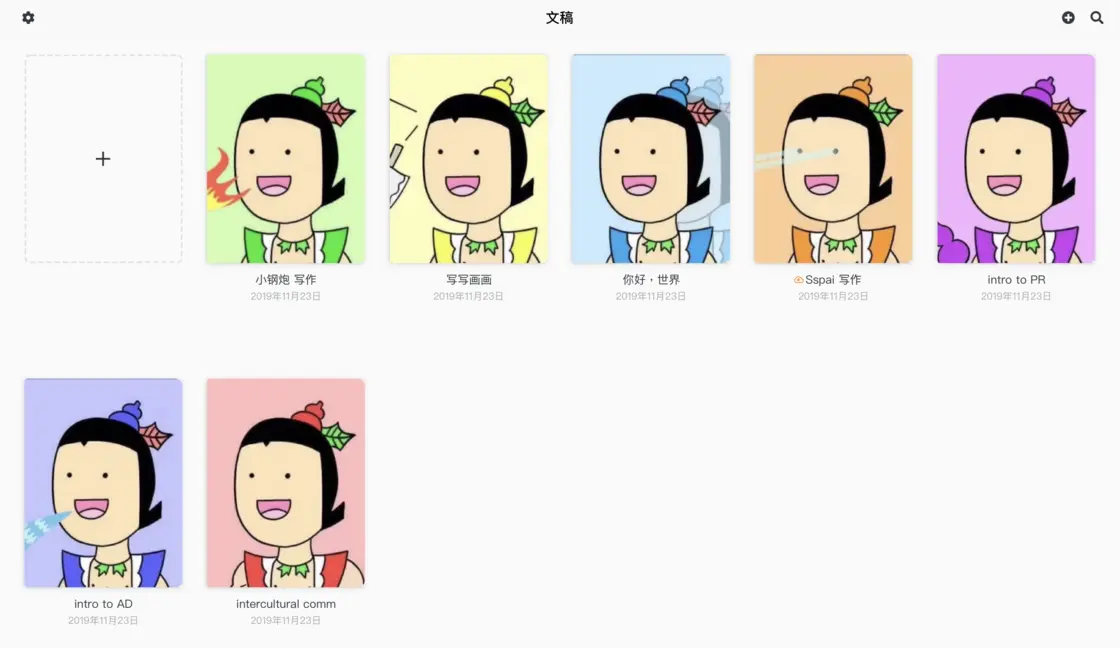 文稿
小钢炮 写作
2019年11月23日
写写画画
2019年11月23日
你好，世界
2019年11月23日
Sspai 写作
2019年11月23日
intro to PR
2019年11月23日
intro to AD
2019年11月23日
intercultural comm
2019年11月23日